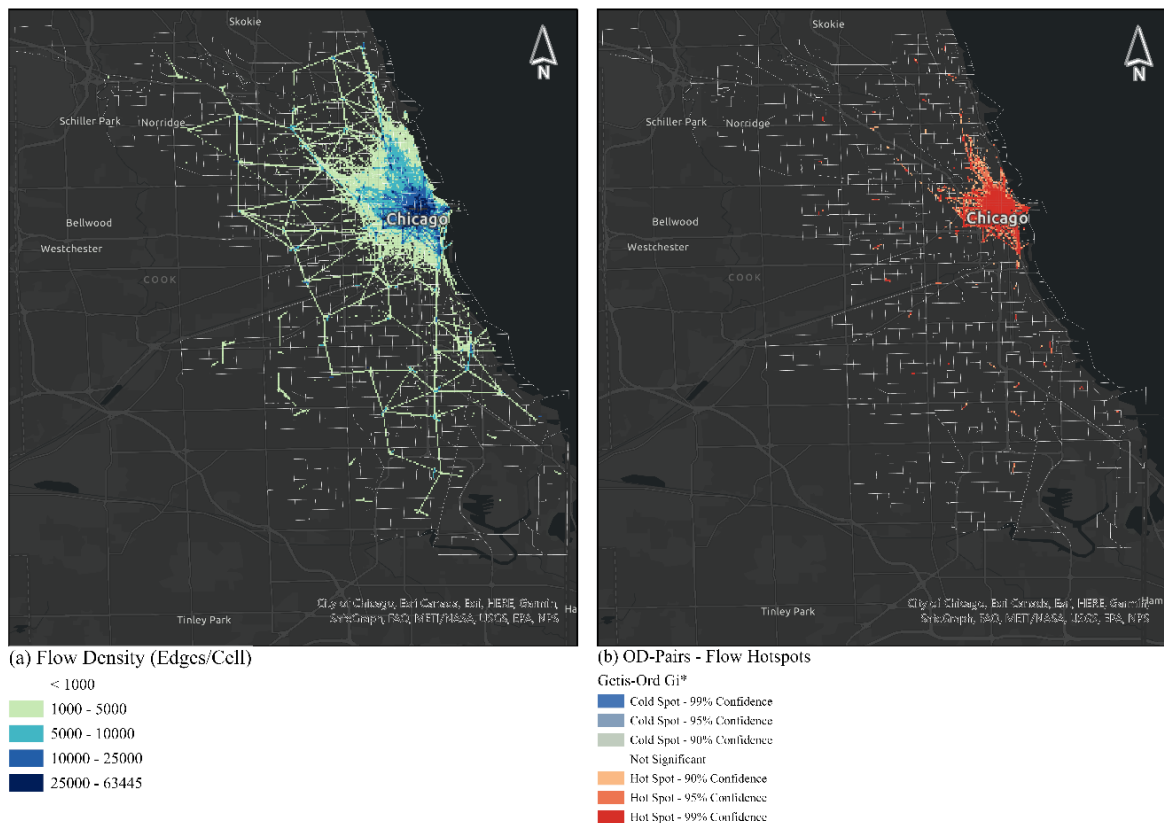 Skokie
N
Schiller Park
Norridge
Chicago
Bellwood
Westchester
COOK
Tinley Park
City of Chicago, Esri Canada, Esri, HERE, Garmin,
SafeGraph, FAO, METI/NASA, USGS, EPA, NPS
Ha
(a) Flow Density (Edges/Cell)
< 1000
1000 - 5000
5000 - 10000
10000 - 25000
25000 - 63445
Skokie
N
Schiller Park
Norridge
Chicago
Bellwood
Westchester
COOK
Tinley Park
City of Chicago, Esri Canada, Esri, HERE, Garmin,
SafeGraph, FAO, METI/NASA, USGS, EPA, NPS
Ham
(b) OD-Pairs - Flow Hotspots
Getis-Ord Gi*
Cold Spot - 99% Confidence
Cold Spot - 95% Confidence
Cold Spot - 90% Confidence
Not Significant
Hot Spot - 90% Confidence
Hot Spot - 95% Confidence
Hot Spot - 99% Confidence